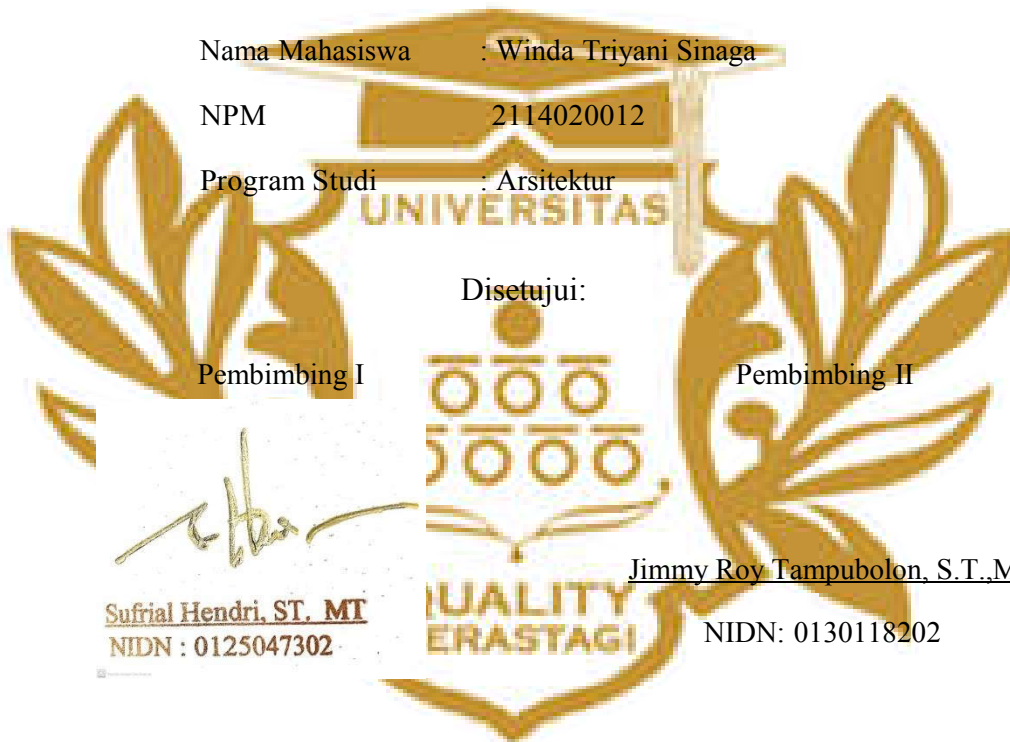 Nama Mahasiswa : Winda Triyani Sinaga
NPM 2114020012
Program Studi : Arsitektur
UNIVERSITAS
Disetujui:
Pembimbing I Pembimbing II
Jimmy Roy Tampubolon, S.T.,M
Sufrial Hendri, ST. MT
NIDN : 0125047302
NIDN: 0130118202
QUALITY
ERASTAGI